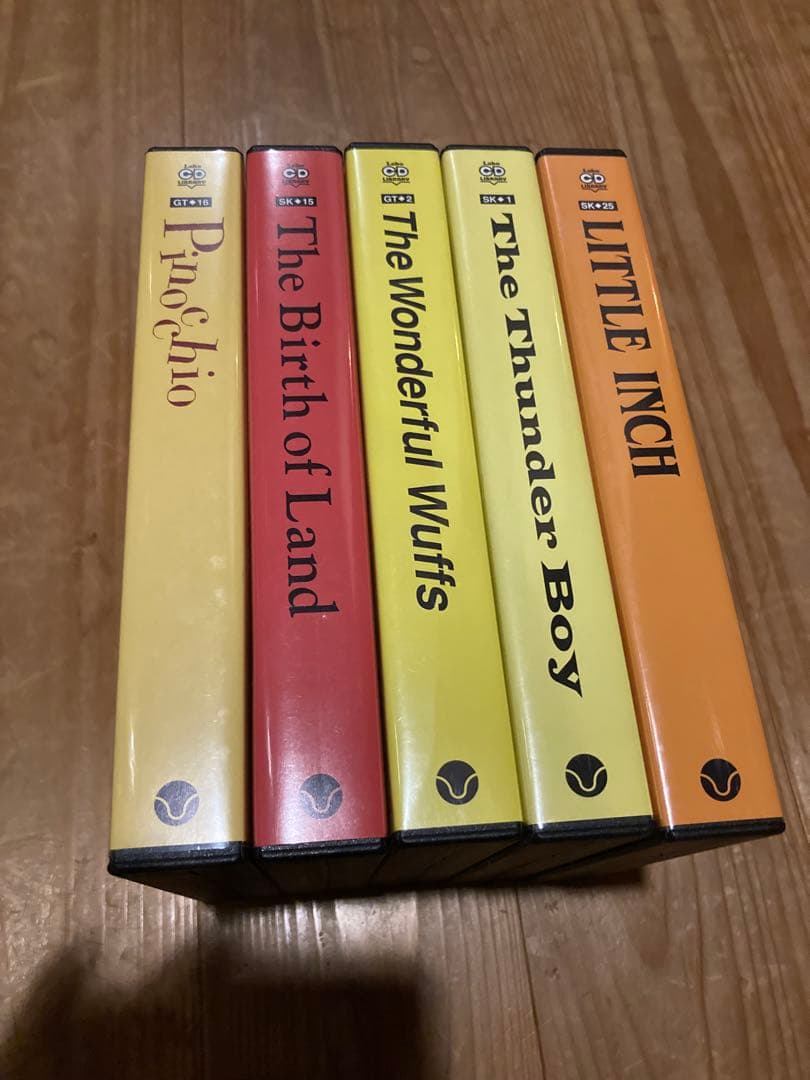 Labo
CD
LIBRARY
GT◆16
Pinocchio
Labo
CD
LIBRARY
SK◆15
The Birth of Land
Labo
CD
LIBRARY
GT◆2
The Wonderful Wuffs
Labo
CD
LIBRARY
SK◆1
The Thunder Boy
Labo
CD
LIBRARY
SK◆25
LITTLE INCH